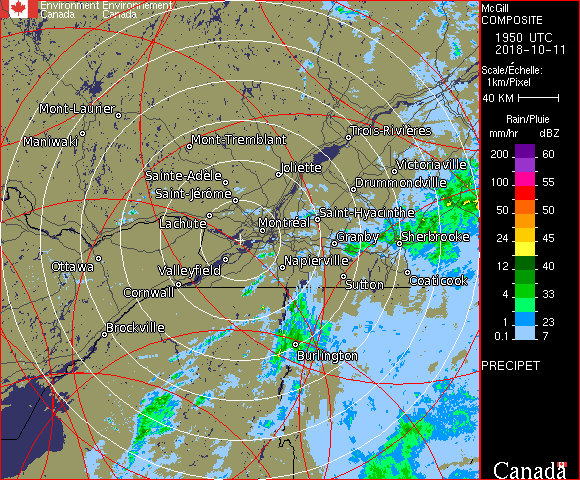 Environment Environnement
Canada Canada
McGill
COMPOSITE
1950 UTC
2018-10-11
Scale/Échelle:
1km/Pixel
40 KM
Rain/Pluie
mm/hr dBZ
200 60
100 55
50 50
24 45
12 40
4 33
1 23
0.1 7
PRECIPET
Canada
Mont-Laurier
Maniwaki
Mont-Tremblant
Trois-Rivières
Sainte-Adèle
Joliette
Victoriaville
Saint-Jérôme
Drummondville
Lachute
Montréal
Saint-Hyacinthe
Granby
Sherbrooke
Ottawa
Valleyfield
Napierville
Cornwall
Sutton
Coaticook
Brockville
Burlington